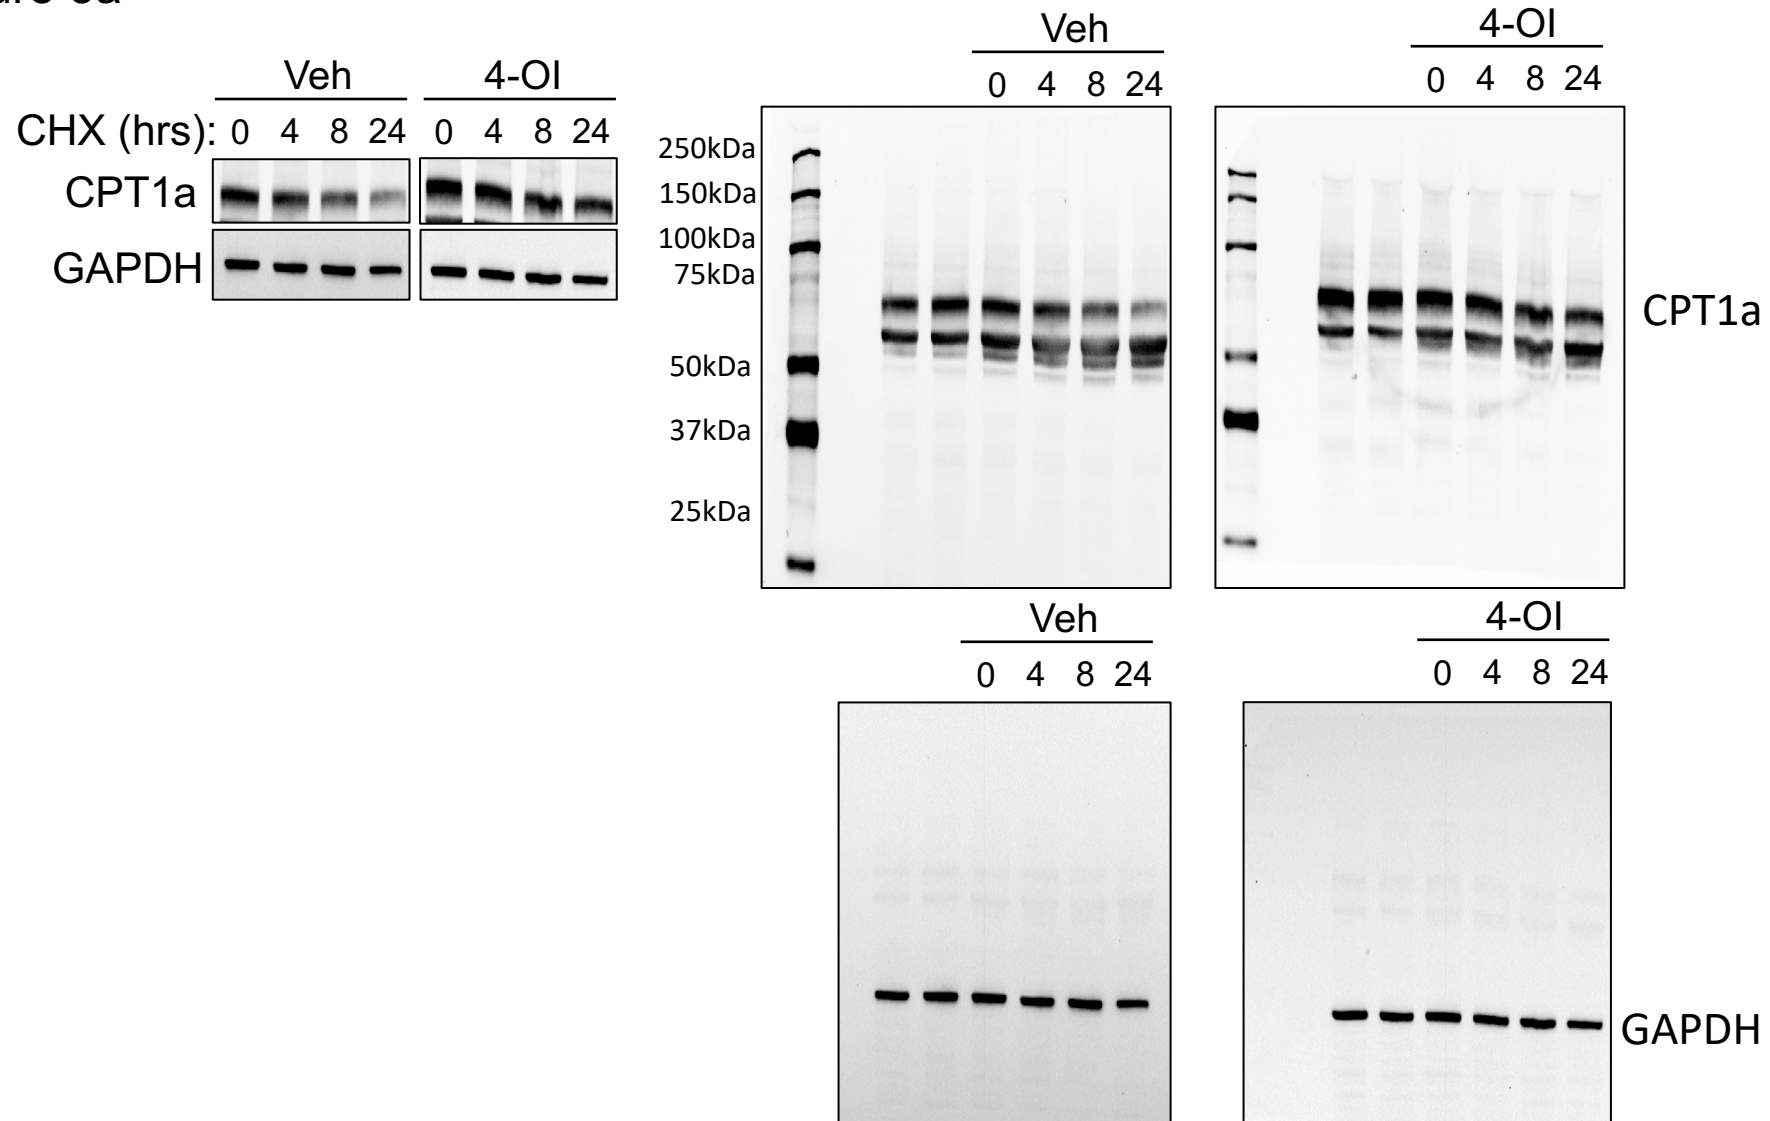 Veh 4-OI
CHX (hrs): 0 4 8 24 0 4 8 24
CPT1a
GAPDH
Veh
0 4 8 24
250kDa
150kDa
100kDa
75kDa
50kDa
37kDa
25kDa
4-OI
0 4 8 24
CPT1a
Veh
0 4 8 24
4-OI
0 4 8 24
GAPDH